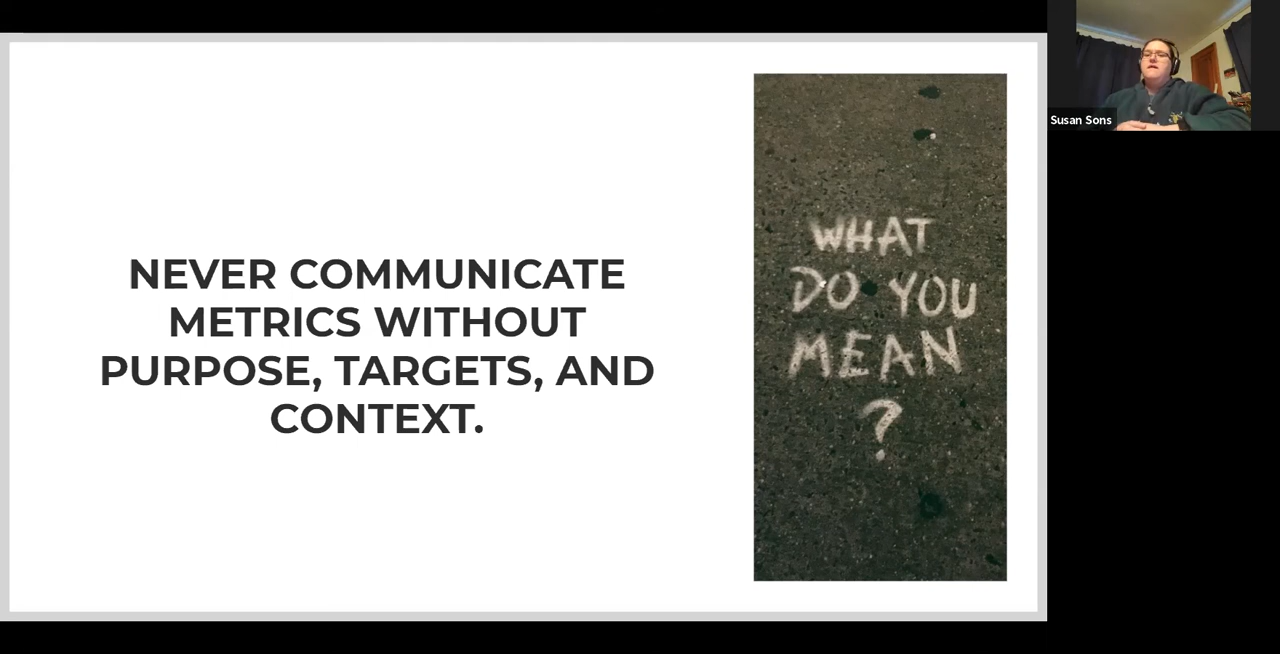 NEVER COMMUNICATE
METRICS WITHOUT
PURPOSE, TARGETS, AND
CONTEXT.
WHAT
DO YOU
MEAN
?
Susan Sons